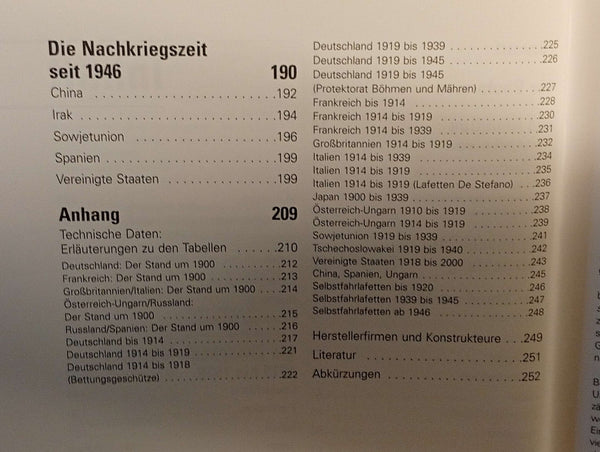 Die Nachkriegszeit
seit 1946 190
China . . . . . . . . . . . . . . . . . . . . . . . .192
Irak . . . . . . . . . . . . . . . . . . . . . . . . 194
Sowjetunion . . . . . . . . . . . . . . . . . . 196
Spanien . . . . . . . . . . . . . . . . . . . . . .199
Vereinigte Staaten . . . . . . . . . . . . . .199
Anhang 209
Technische Daten:
Erläuterungen zu den Tabellen . . . . . .210
Deutschland: Der Stand um 1900 . . . . . . . . . . .212
Frankreich: Der Stand um 1900 . . . . . . . . . . . .213
Großbritannien/Italien: Der Stand um 1900 . . . .214
Österreich-Ungarn/Russland:
Der Stand um 1900 . . . . . . . . . . . . . . . . . . . .215
Russland/Spanien: Der Stand um 1900 . . . . . . .216
Deutschland bis 1914 . . . . . . . . . . . . . . . . . . .217
Deutschland 1914 bis 1919 . . . . . . . . . . . . . . .221
Deutschland 1914 bis 1918
(Bettungsgeschütze) . . . . . . . . . . . . . . . . . . . 222
Deutschland 1919 bis 1939 . . . . . . . . . . . . . .225
Deutschland 1919 bis 1945 . . . . . . . . . . . . . .226
Deutschland 1919 bis 1945
(Protektorat Böhmen und Mähren) . . . . . . . . .227
Frankreich bis 1914 . . . . . . . . . . . . . . . . . . .228
Frankreich 1914 bis 1919 . . . . . . . . . . . . . . .230
Frankreich 1914 bis 1939 . . . . . . . . . . . . . . .231
Großbritannien 1914 bis 1919 . . . . . . . . . . . .232
Italien 1914 bis 1939 . . . . . . . . . . . . . . . . . .234
Italien 1914 bis 1919 . . . . . . . . . . . . . . . . . .235
Italien 1914 bis 1919 (Lafetten De Stefano) . . .236
Japan 1900 bis 1939 . . . . . . . . . . . . . . . . . .237
Österreich-Ungarn 1910 bis 1919 . . . . . . . . . .238
Österreich-Ungarn 1914 bis 1919 . . . . . . . . . .239
Sowjetunion 1919 bis 1939 . . . . . . . . . . . . . .241
Tschechoslowakei 1919 bis 1940 . . . . . . . . . .242
Vereinigte Staaten 1918 bis 2000 . . . . . . . . . .243
China, Spanien, Ungarn . . . . . . . . . . . . . . . .245
Selbstfahrlafetten bis 1920 . . . . . . . . . . . . . .246
Selbstfahrlafetten 1939 bis 1945 . . . . . . . . . .247
Selbstfahrlafetten ab 1946 . . . . . . . . . . . . . .248
Herstellerfirmen und Konstrukteure . . .249
Literatur . . . . . . . . . . . . . . . . . . . . .251
Abkürzungen . . . . . . . . . . . . . . . . . .252